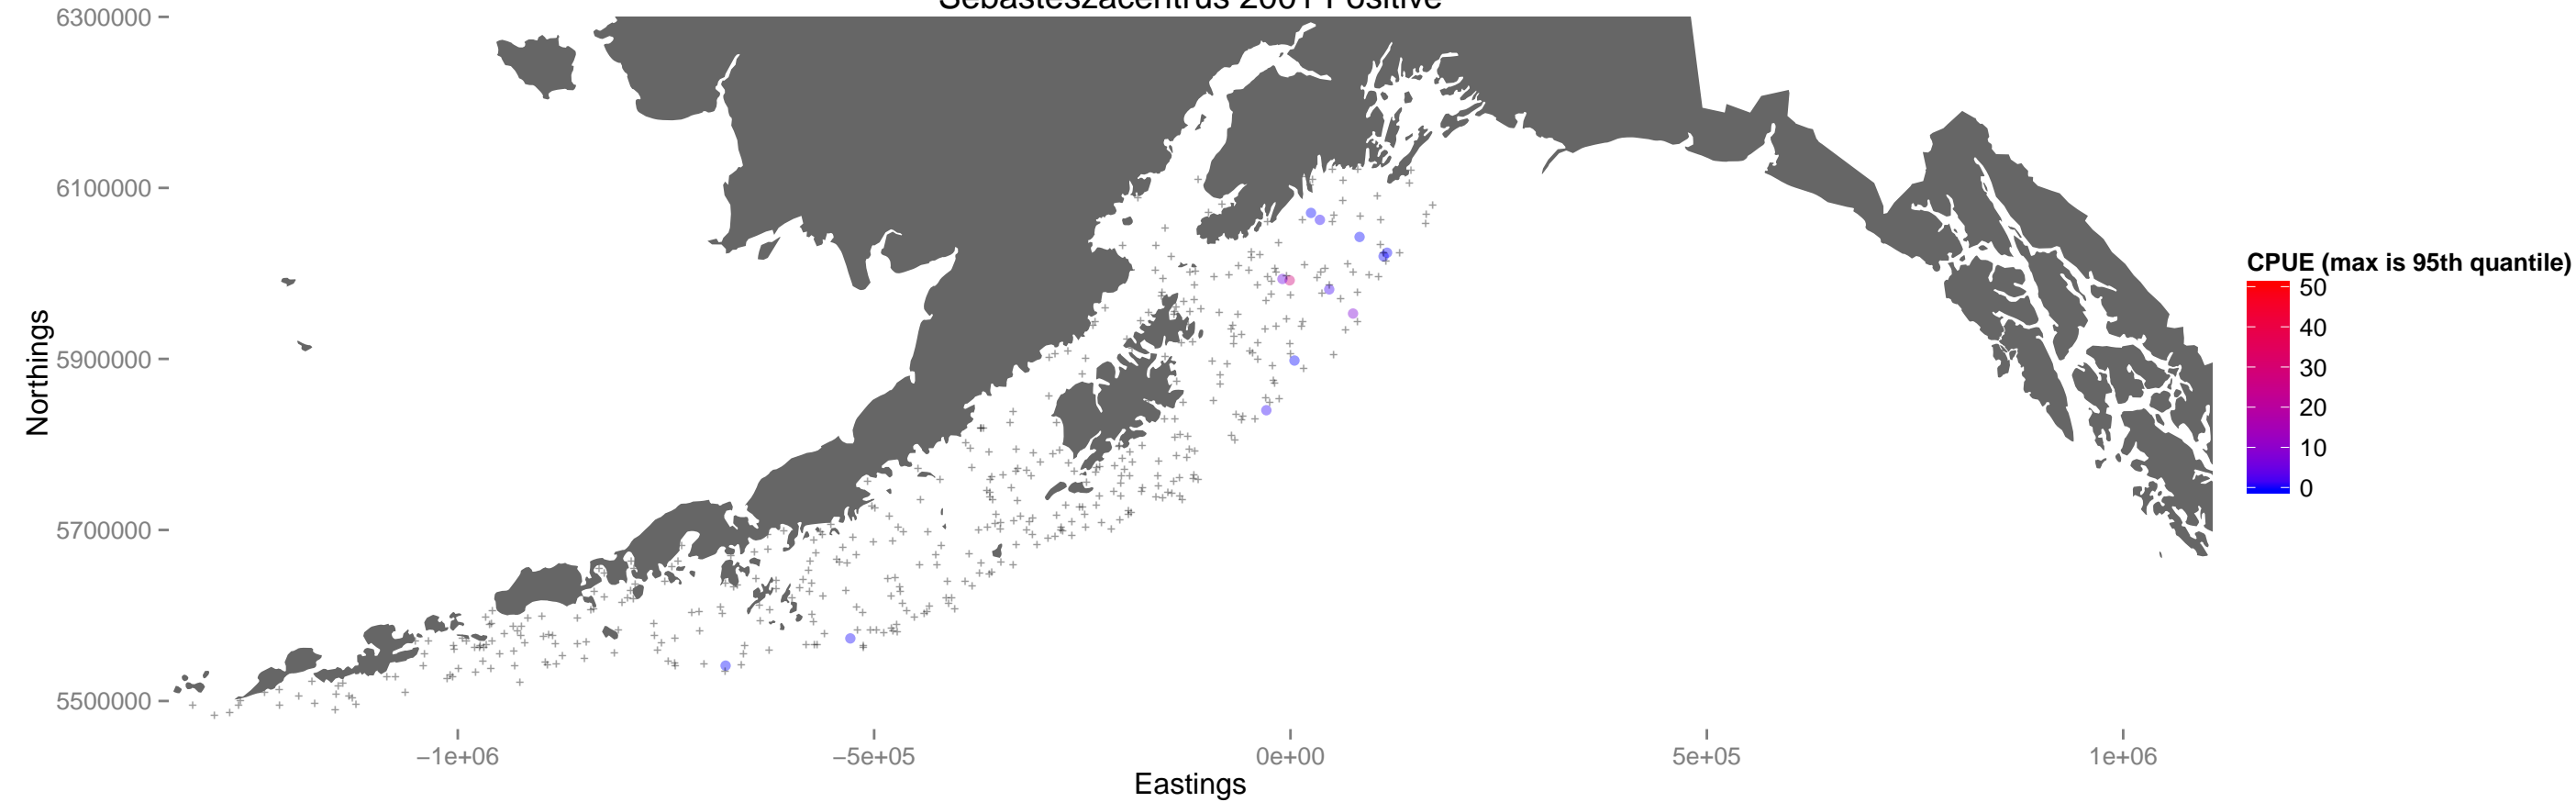 Sebasteszacentrus 2001 Positive
6300000
6100000
5900000
5700000
5500000
Northings
−1e+06
−5e+05
0e+00
5e+05
1e+06
Eastings
CPUE (max is 95th quantile)
50
40
30
20
10
0